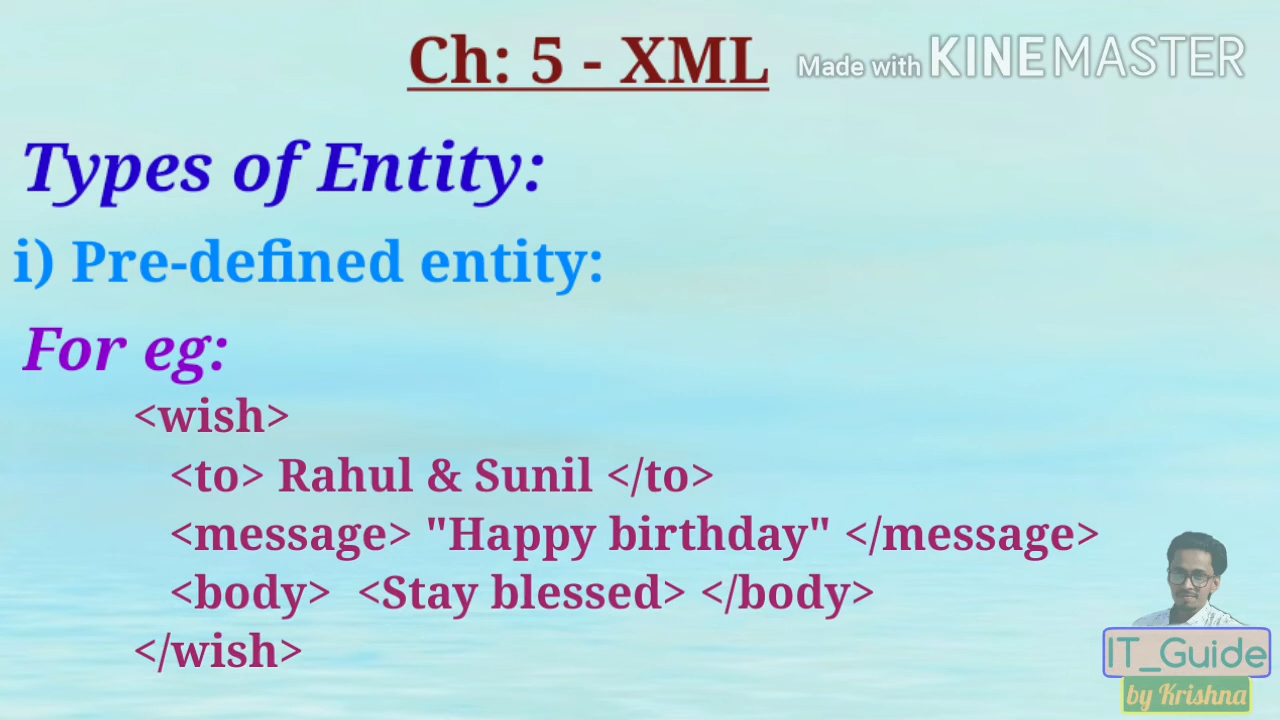 Ch: 5 - XML
Made with KINEMASTER
Types of Entity:
i) Pre-defined entity:
For eg:
<wish>
<to> Rahul & Sunil </to>
<message> "Happy birthday" </message>
<body> <Stay blessed> </body>
</wish>
IT_Guide
by Krishna